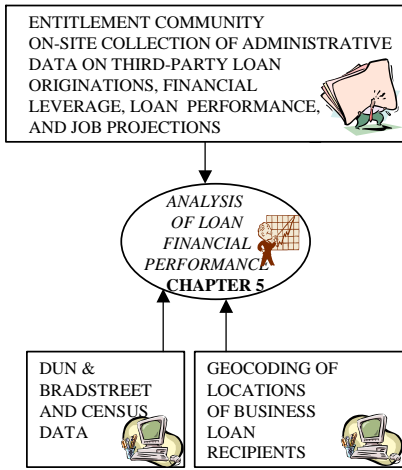 ENTITLEMENT COMMUNITY
ON-SITE COLLECTION OF ADMINISTRATIVE
DATA ON THIRD-PARTY LOAN
ORIGINATIONS, FINANCIAL
LEVERAGE, LOAN PERFORMANCE,
AND JOB PROJECTIONS
ANALYSIS
OF LOAN
FINANCIAL
PERFORMANCE
CHAPTER 5
DUN &
BRADSTREET
AND CENSUS
DATA
GEOCODING OF
LOCATIONS
OF BUSINESS
LOAN
RECIPIENTS